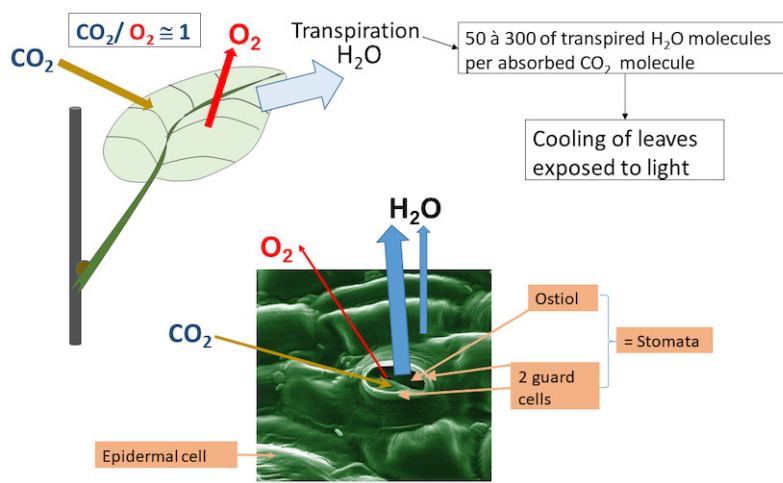 CO₂/ O₂ ≅ 1
O₂
CO₂
Transpiration
H₂O
50 à 300 of transpired H₂O molecules
per absorbed CO₂ molecule
Cooling of leaves
exposed to light
H₂O
O₂
CO₂
Ostiol
= Stomata
2 guard
cells
Epidermal cell